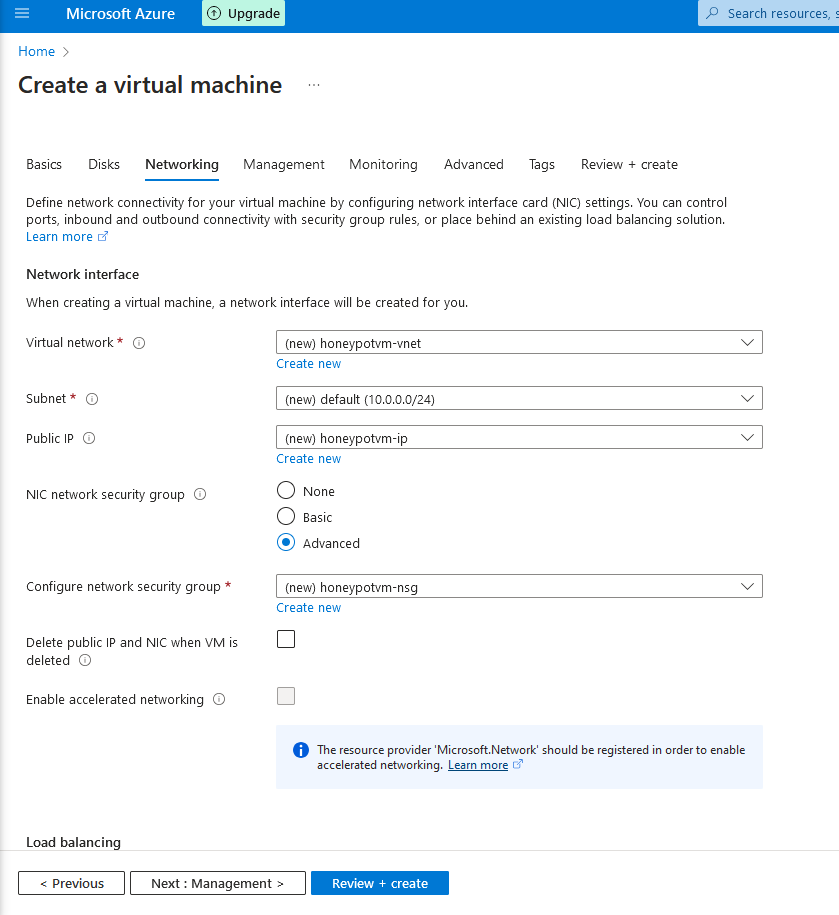 Microsoft Azure
Upgrade
Search resources, s
Home
Create a virtual machine
...
Basics Disks Networking Management Monitoring Advanced Tags Review + create
Define network connectivity for your virtual machine by configuring network interface card (NIC) settings. You can control
ports, inbound and outbound connectivity with security group rules, or place behind an existing load balancing solution.
Learn more
Network interface
When creating a virtual machine, a network interface will be created for you.
Virtual network *
(new) honeypotvm-vnet
Create new
Subnet *
(new) default (10.0.0.0/24)
Public IP
(new) honeypotvm-ip
Create new
NIC network security group
None
Basic
Advanced
Configure network security group *
(new) honeypotvm-nsg
Create new
Delete public IP and NIC when VM is
deleted
Enable accelerated networking
The resource provider 'Microsoft.Network' should be registered in order to enable
accelerated networking. Learn more
Load balancing
< Previous
Next : Management >
Review + create